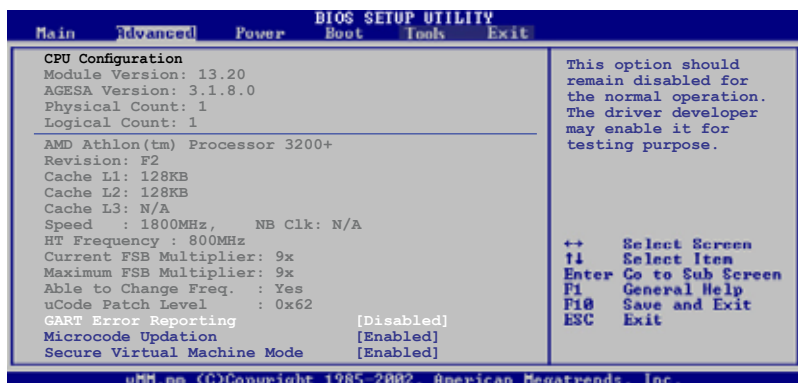 BIOS SETUP UTILITY
Main Advanced Power Boot Tools Exit
CPU Configuration
Module Version: 13.20
AGESA Version: 3.1.8.0
Physical Count: 1
Logical Count: 1
AMD Athlon(tm) Processor 3200+
Revision: F2
Cache L1: 128KB
Cache L2: 128KB
Cache L3: N/A
Speed : 1800MHz, NB Clk: N/A
HT Frequency : 800MHz
Current FSB Multiplier: 9x
Maximum FSB Multiplier: 9x
Able to Change Freq. : Yes
uCode Patch Level : 0x62
GART Error Reporting [Disabled]
Microcode Updation [Enabled]
Secure Virtual Machine Mode [Enabled]
This option should
remain disabled for
the normal operation.
The driver developer
may enable it for
testing purpose.
↔ Select Screen
↑↓ Select Item
Enter Go to Sub Screen
F1 General Help
F10 Save and Exit
ESC Exit
(C)Copyright 1985-2002, American Megatrends, Inc.